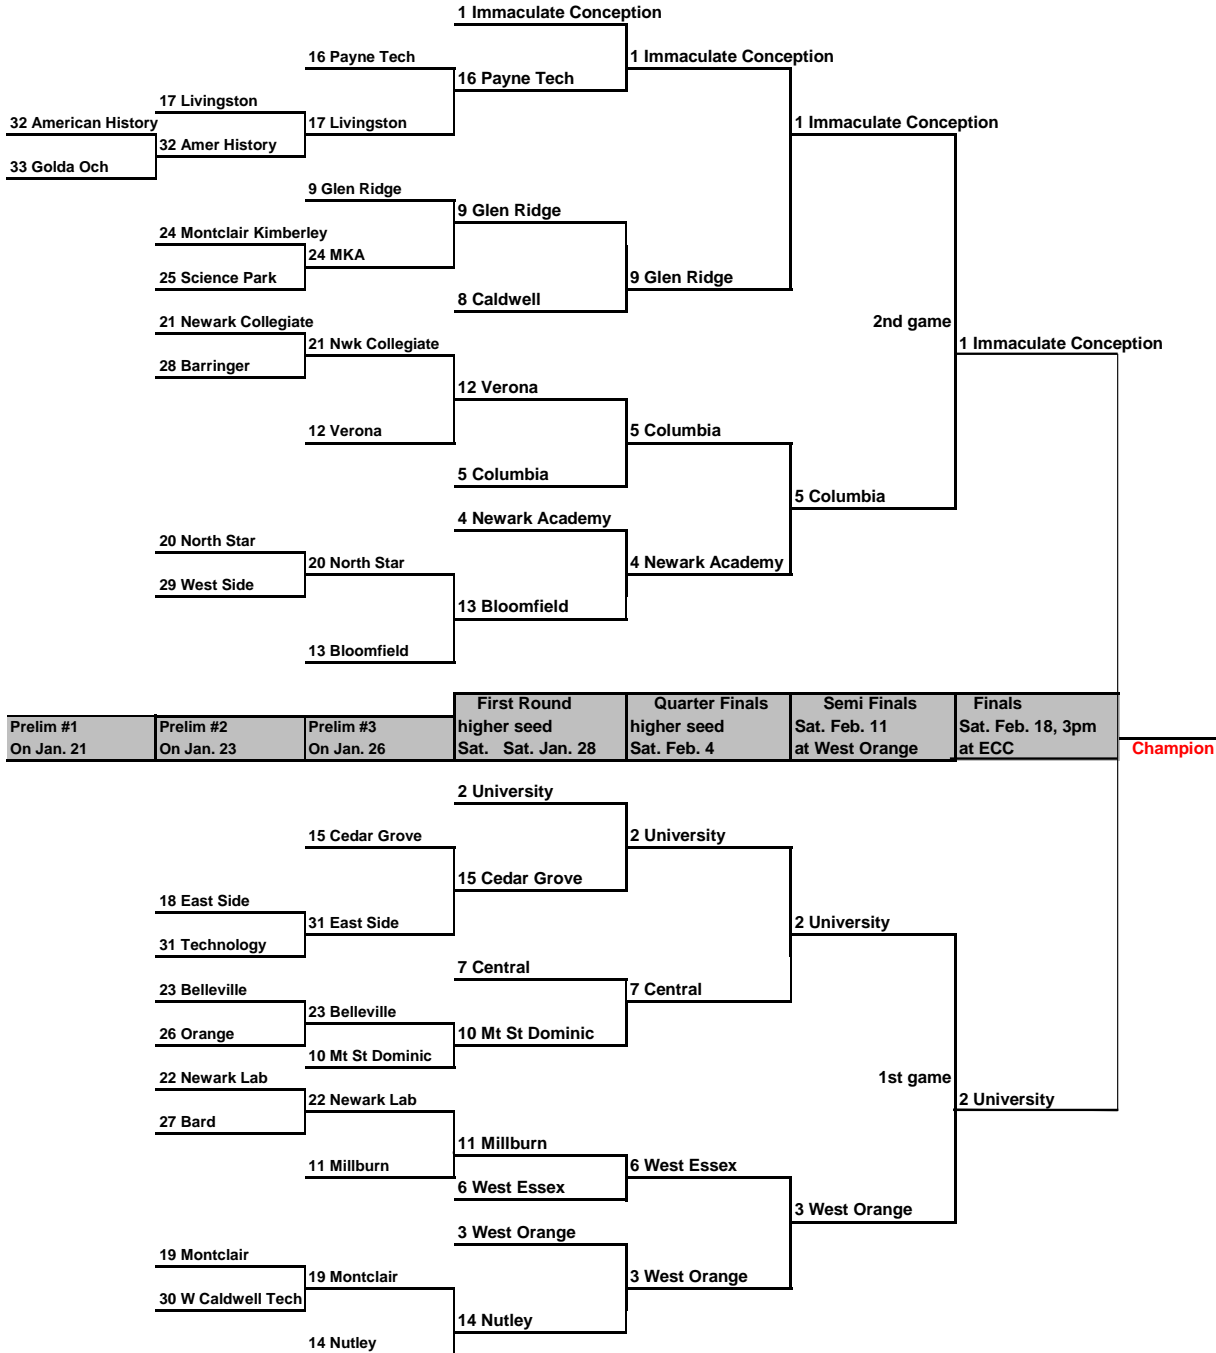 1 Immaculate Conception
16 Payne Tech
1 Immaculate Conception
16 Payne Tech
17 Livingston
32 American History
17 Livingston
1 Immaculate Conception
32 Amer History
33 Golda Och
9 Glen Ridge
9 Glen Ridge
24 Montclair Kimberley
24 MKA
25 Science Park
9 Glen Ridge
8 Caldwell
21 Newark Collegiate
2nd game
21 Nwk Collegiate
1 Immaculate Conception
28 Barringer
12 Verona
12 Verona
5 Columbia
5 Columbia
5 Columbia
4 Newark Academy
20 North Star
20 North Star
4 Newark Academy
29 West Side
13 Bloomfield
13 Bloomfield
First Round
Quarter Finals
Semi Finals
Finals
Prelim #1
Prelim #2
Prelim #3
higher seed
higher seed
Sat. Feb. 11
Sat. Feb. 18, 3pm
On Jan. 21
On Jan. 23
On Jan. 26
Sat. Sat. Jan. 28
Sat. Feb. 4
at West Orange
at ECC
Champion
2 University
15 Cedar Grove
2 University
15 Cedar Grove
18 East Side
31 East Side
2 University
31 Technology
7 Central
23 Belleville
7 Central
23 Belleville
26 Orange
10 Mt St Dominic
10 Mt St Dominic
22 Newark Lab
1st game
22 Newark Lab
2 University
27 Bard
11 Millburn
11 Millburn
6 West Essex
6 West Essex
3 West Orange
3 West Orange
19 Montclair
19 Montclair
3 West Orange
30 W Caldwell Tech
14 Nutley
14 Nutley